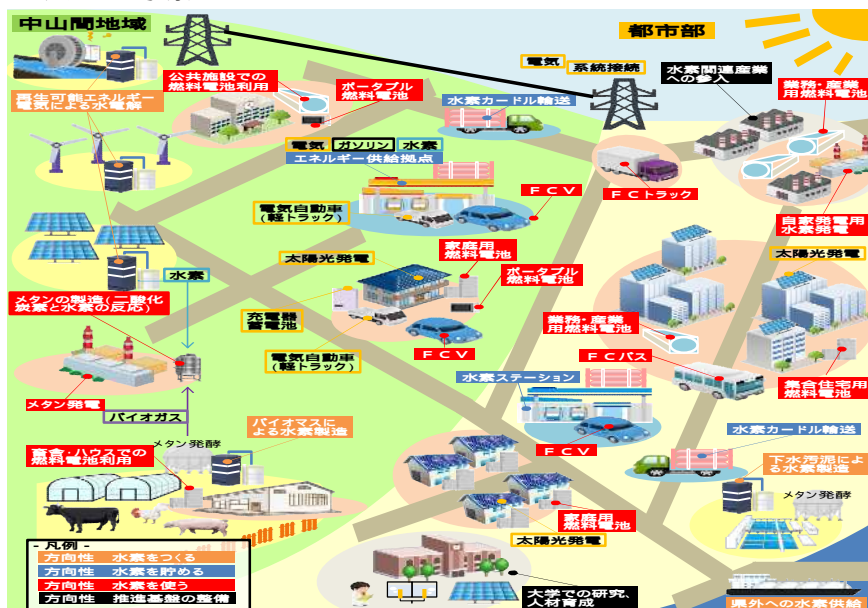 中山間地域
都市部
電気
系統接続
水素関連産業
への参入
業務・産業
用燃料電池
公共施設での
燃料電池利用
ポータブル
燃料電池
再生可能エネルギー
電気による水電解
水素カードル輸送
電気
ガソリン
水素
エネルギー供給拠点
FCトラック
FCV
電気自動車
(軽トラック)
自家発電用
水素発電
太陽光発電
家庭用
燃料電池
ポータブル
燃料電池
太陽光発電
水素
メタンの製造(二酸化
炭素と水素の反応)
充電器
蓄電池
業務・産業
用燃料電池
電気自動車
(軽トラック)
FCV
FCバス
水素ステーション
集合住宅用
燃料電池
メタン発電
バイオガス
バイオマスに
よる水素製造
メタン発酵
畜舎・ハウスでの
燃料電池利用
FCV
水素カードル輸送
下水汚泥によ
る水素製造
メタン発酵
家庭用
燃料電池
太陽光発電
- 凡例 -
方向性 水素をつくる
方向性 水素を貯める
方向性 水素を使う
方向性 推進基盤の整備
大学での研究、
人材育成
県外への水素供給